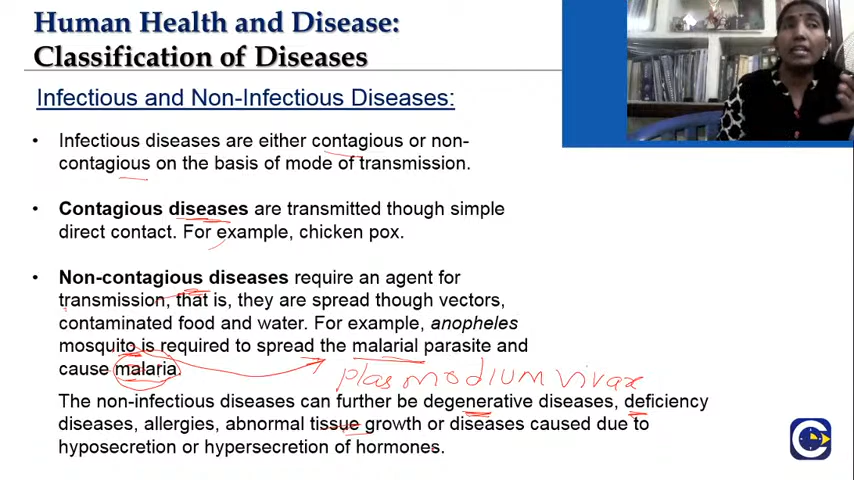 Human Health and Disease:
Classification of Diseases
Infectious and Non-Infectious Diseases:
• Infectious diseases are either contagious or non-
contagious on the basis of mode of transmission.
• Contagious diseases are transmitted though simple
direct contact. For example, chicken pox.
• Non-contagious diseases require an agent for
transmission, that is, they are spread though vectors,
contaminated food and water. For example, anopheles
mosquito is required to spread the malarial parasite and
cause malaria.
plasmodium vivax
The non-infectious diseases can further be degenerative diseases, deficiency
diseases, allergies, abnormal tissue growth or diseases caused due to
hyposecretion or hypersecretion of hormones.